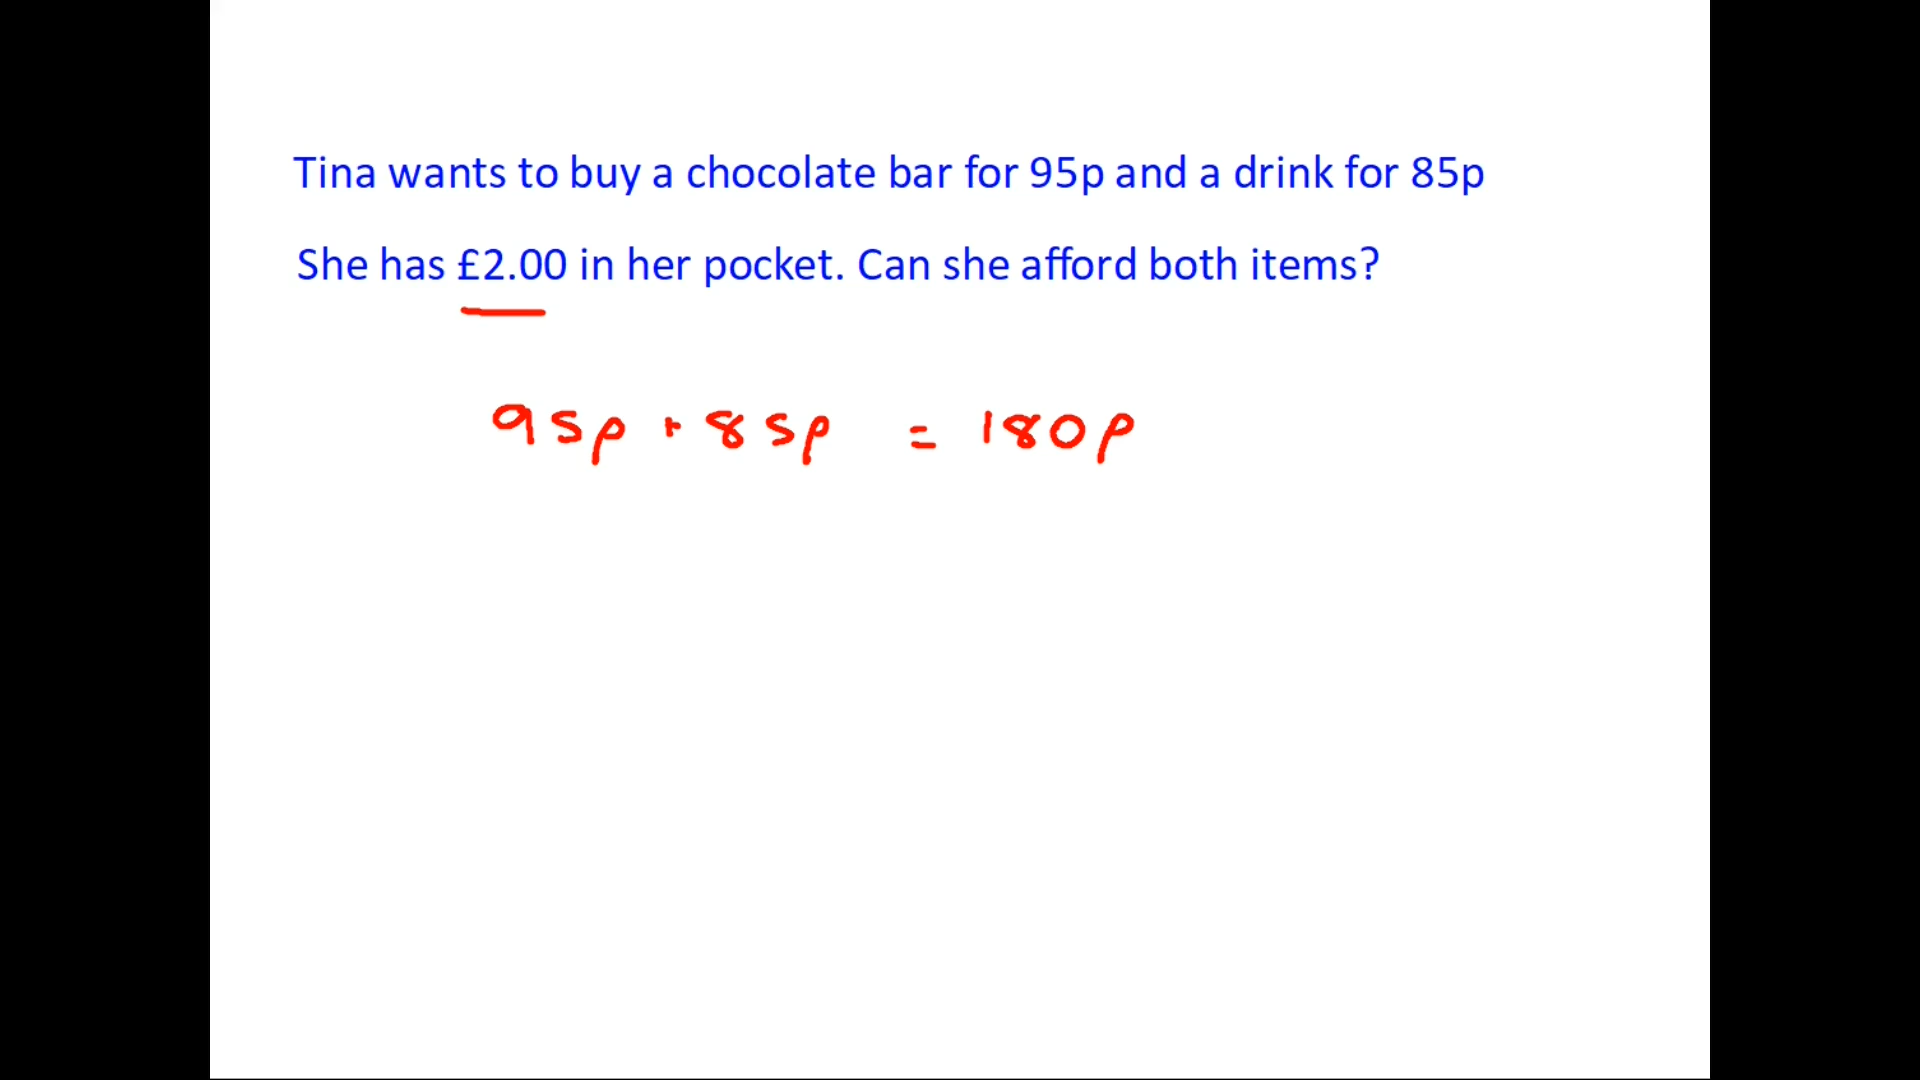 Tina wants to buy a chocolate bar for 95p and a drink for 85p
She has £2.00 in her pocket. Can she afford both items?
95p + 85p = 180p